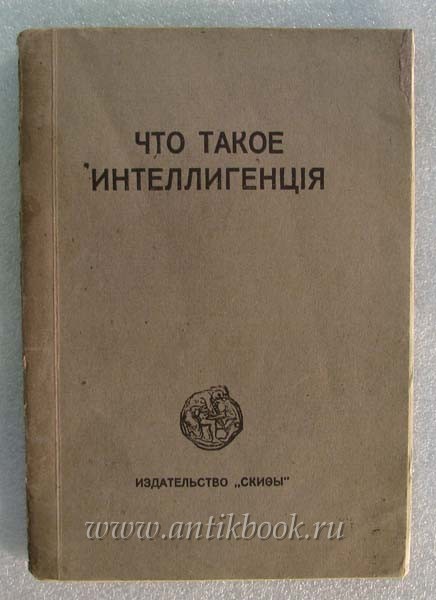 ЧТО ТАКОЕ
ИНТЕЛЛИГЕНЦІЯ
ИЗДАТЕЛЬСТВО „СКИѲЫ"
www.antikbook.ru